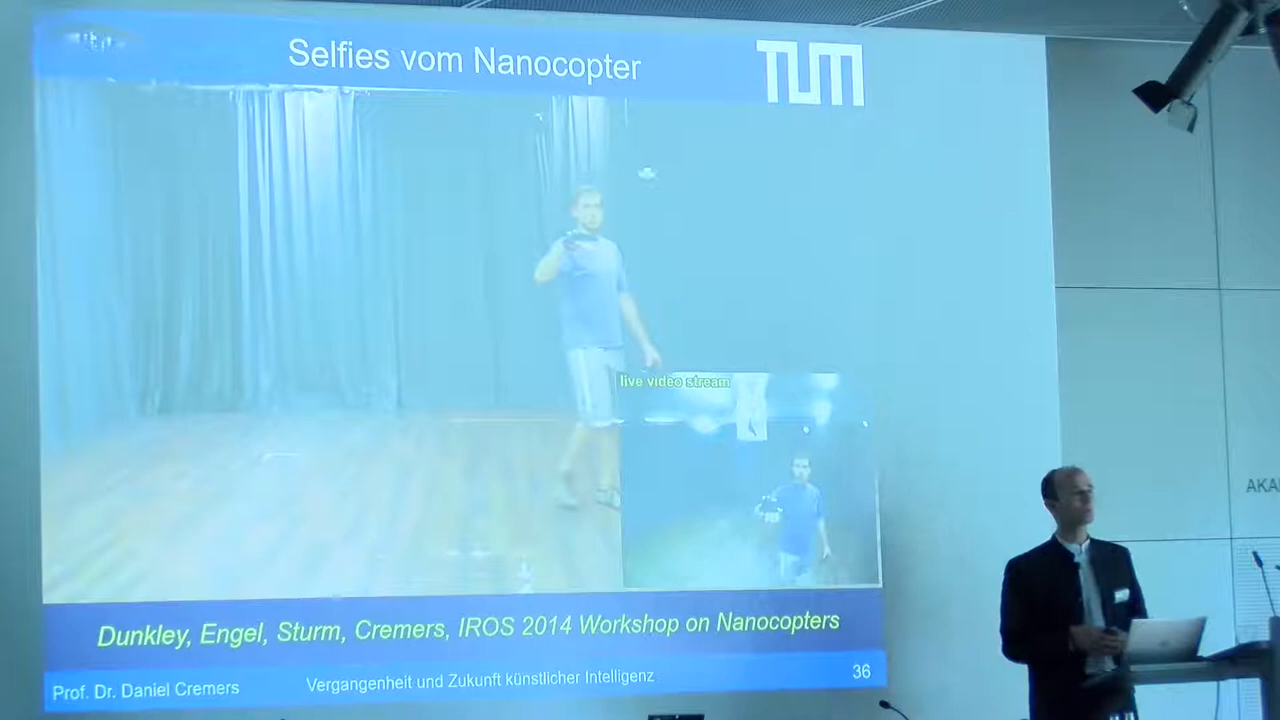 Selfies vom Nanocopter
TUM
live video stream
Dunkley, Engel, Sturm, Cremers, IROS 2014 Workshop on Nanocopters
Prof. Dr. Daniel Cremers
Vergangenheit und Zukunft künstlicher Intelligenz
36
AKA